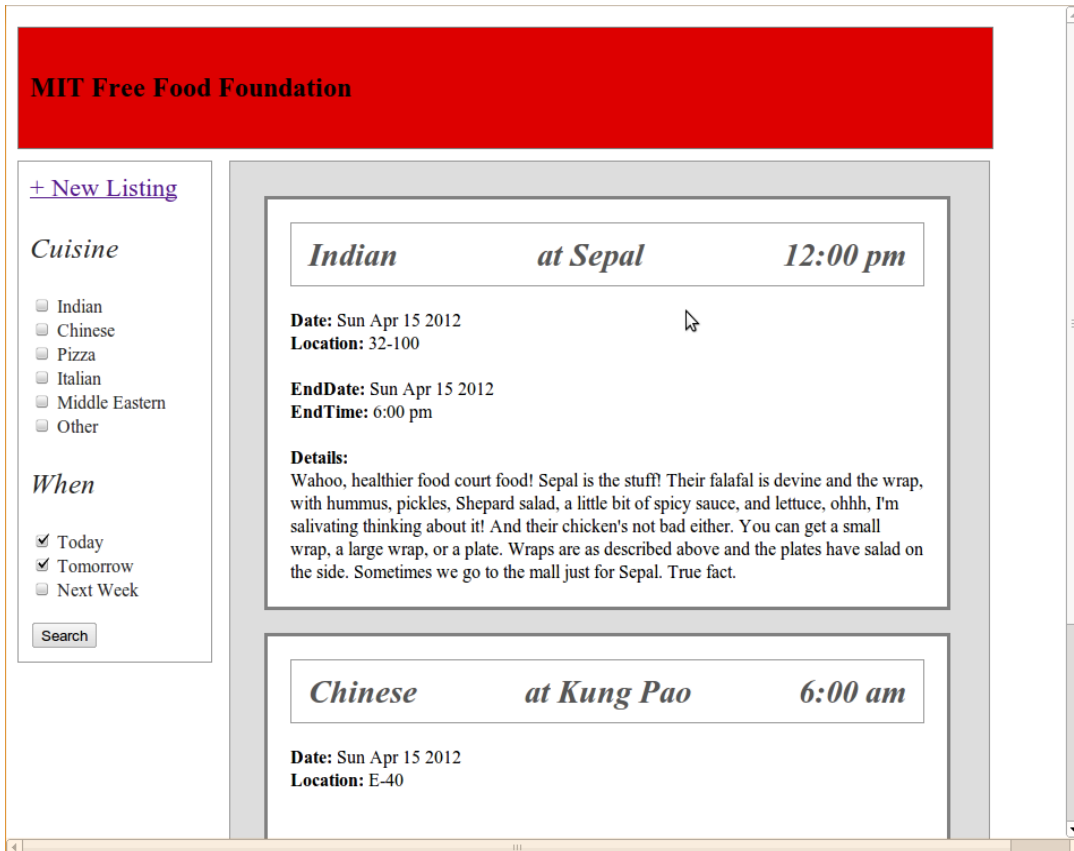 MIT Free Food Foundation
+ New Listing
Cuisine
Indian
Chinese
Pizza
Italian
Middle Eastern
Other
When
Today
Tomorrow
Next Week
Search
Indian at Sepal 12:00 pm
Date: Sun Apr 15 2012
Location: 32-100
EndDate: Sun Apr 15 2012
EndTime: 6:00 pm
Details:
Wahoo, healthier food court food! Sepal is the stuff! Their falafal is devine and the wrap,
with hummus, pickles, Shepard salad, a little bit of spicy sauce, and lettuce, ohhh, I'm
salivating thinking about it! And their chicken's not bad either. You can get a small
wrap, a large wrap, or a plate. Wraps are as described above and the plates have salad on
the side. Sometimes we go to the mall just for Sepal. True fact.
Chinese at Kung Pao 6:00 am
Date: Sun Apr 15 2012
Location: E-40